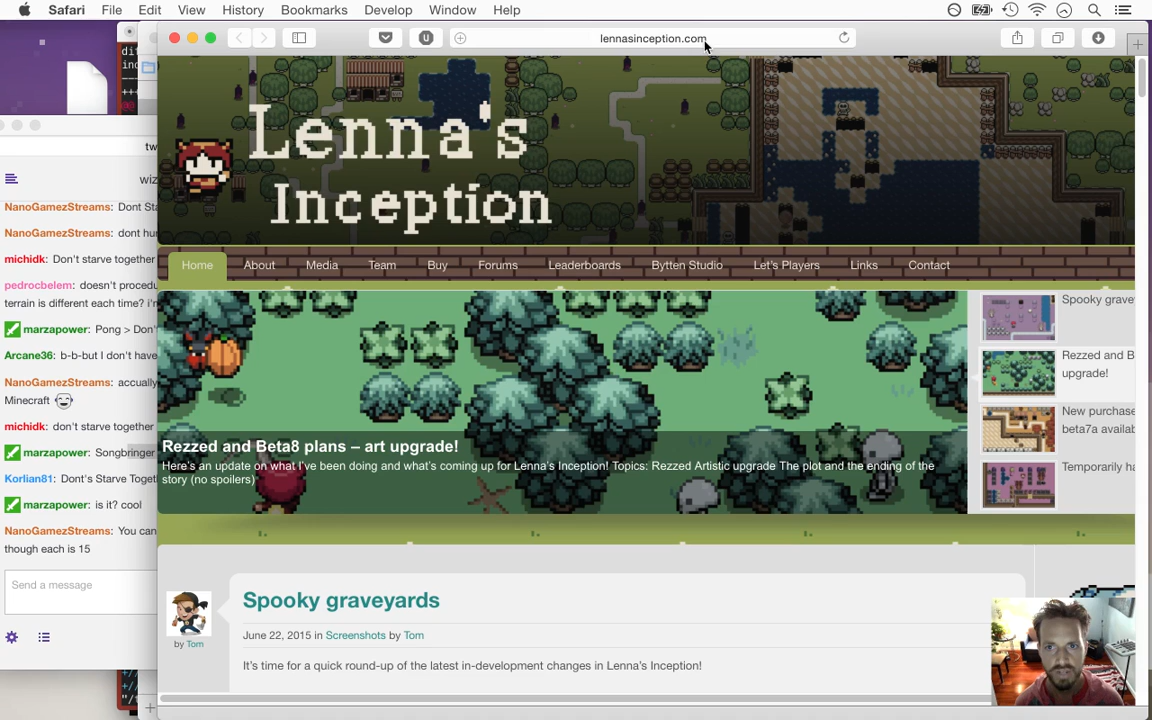 Safari File Edit View History Bookmarks Develop Window Help
lennasinception.com
Lenna's
Inception
Home About Media Team Buy Forums Leaderboards Bytten Studio Let's Players Links Contact
Spooky grave
Rezzed and B
upgrade!
New purchase
beta7a availab
Temporarily ha
Rezzed and Beta8 plans – art upgrade!
Here's an update on what I've been doing and what's coming up for Lenna's Inception! Topics: Rezzed Artistic upgrade The plot and the ending of the
story (no spoilers)
Spooky graveyards
by Tom
June 22, 2015 in Screenshots by Tom
It's time for a quick round-up of the latest in-development changes in Lenna's Inception!
tw
wiz
NanoGamezStreams: Dont Sta
NanoGamezStreams: dont hu
michidk: Don't starve together
pedrocbelem: doesn't procedu
terrain is different each time? i'm
marzapower: Pong > Don'
Arcane36: b-b-but I don't have
NanoGamezStreams: accually
Minecraft
michidk: don't starve together
marzapower: Songbringer
Korlian81: Dont's Starve Toget
marzapower: is it? cool
NanoGamezStreams: You can
though each is 15
Send a message